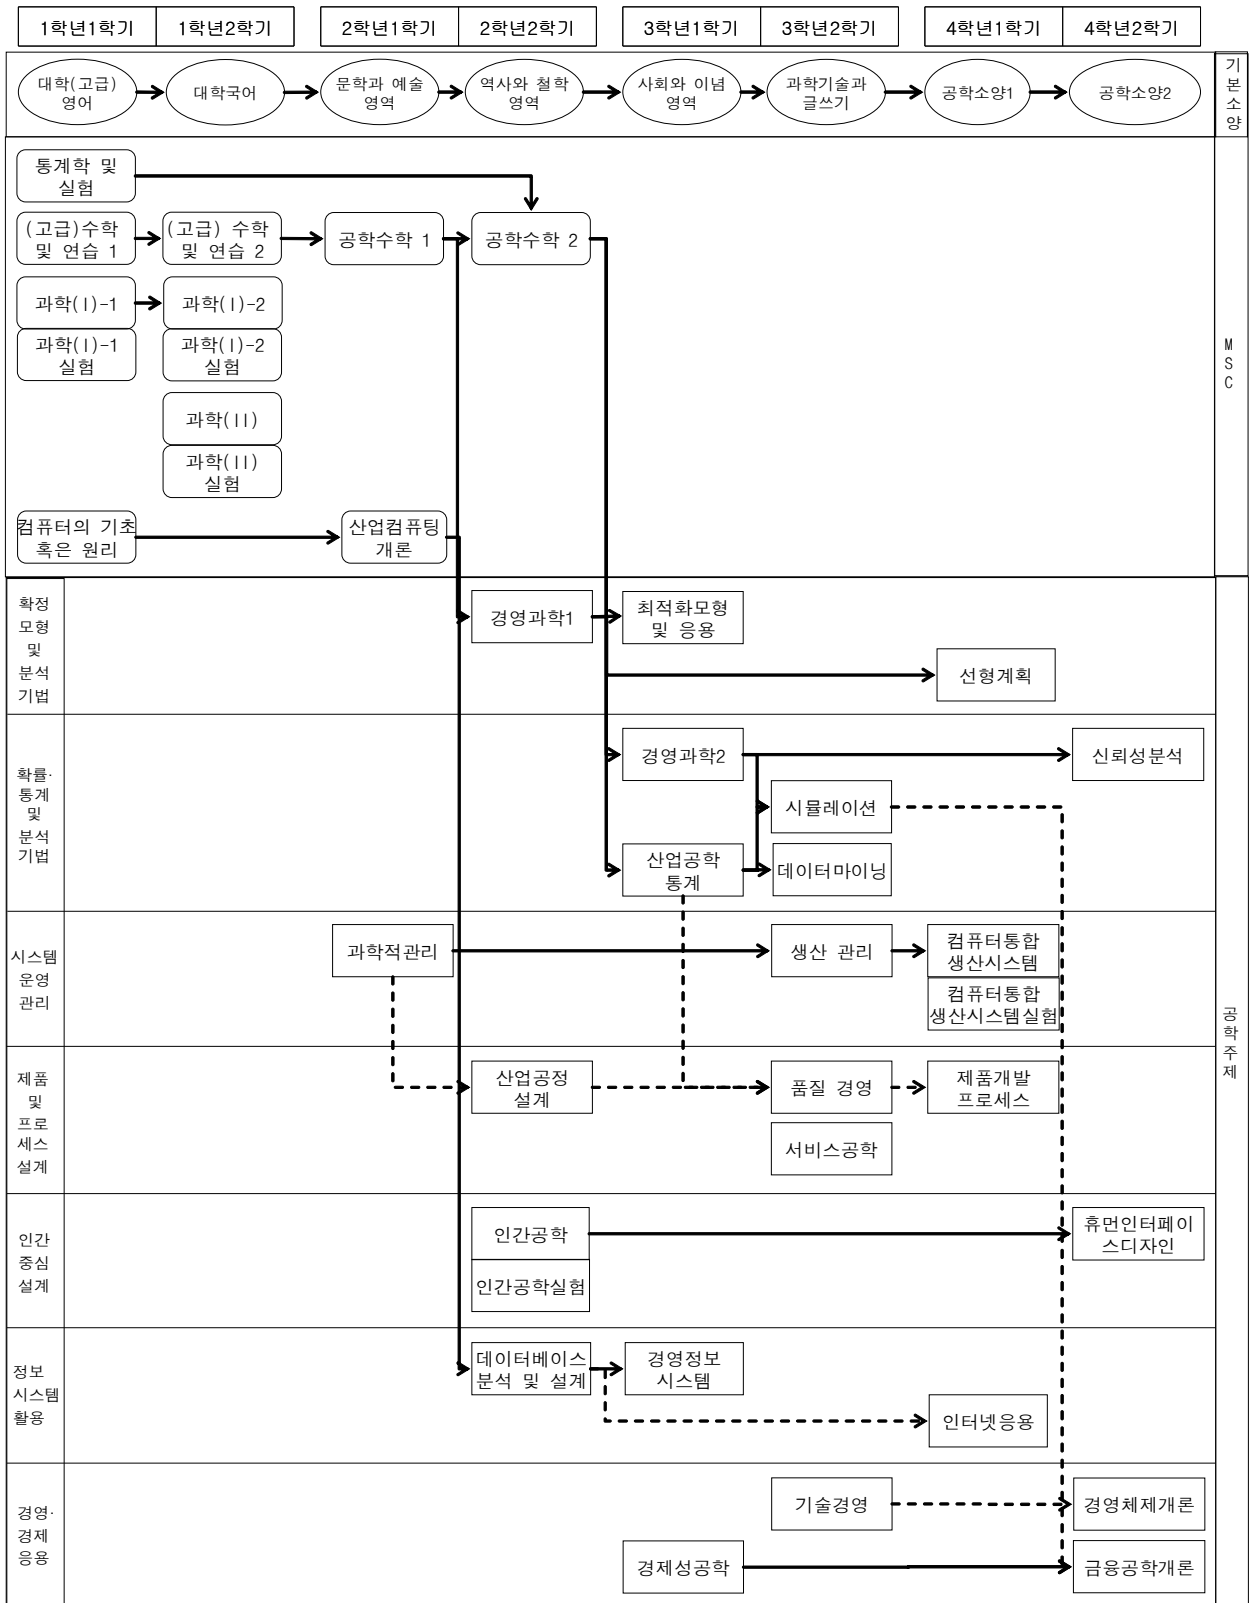 1학년1학기
1학년2학기
2학년1학기
2학년2학기
3학년1학기
3학년2학기
4학년1학기
4학년2학기
대학(고급)
영어
대학국어
문학과 예술
영역
역사와 철학
영역
사회와 이념
영역
과학기술과
글쓰기
공학소양1
공학소양2
기
본
소
양
통계학 및
실험
(고급)수학
및 연습 1
(고급) 수학
및 연습 2
공학수학 1
공학수학 2
과학(I)-1
과학(I)-2
과학(I)-1
실험
과학(I)-2
실험
과학(II)
과학(II)
실험
컴퓨터의 기초
혹은 원리
산업컴퓨팅
개론
M
S
C
확정
모형
및
분석
기법
경영과학1
최적화모형
및 응용
선형계획
확률·
통계
및
분석
기법
경영과학2
신뢰성분석
시뮬레이션
산업공학
통계
데이터마이닝
시스템
운영
관리
과학적관리
생산 관리
컴퓨터통합
생산시스템
컴퓨터통합
생산시스템실험
공
학
주
제
제품
및
프로
세스
설계
산업공정
설계
품질 경영
제품개발
프로세스
서비스공학
인간
중심
설계
인간공학
휴먼인터페이
스디자인
인간공학실험
정보
시스템
활용
데이터베이스
분석 및 설계
경영정보
시스템
인터넷응용
경영·
경제
응용
기술경영
경영체제개론
경제성공학
금융공학개론